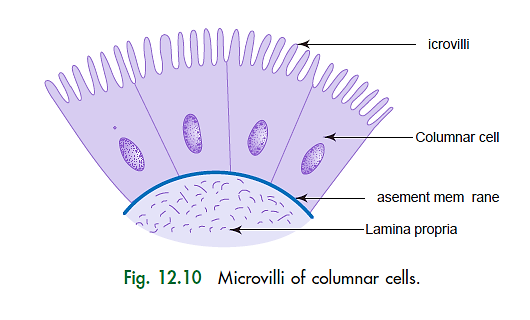 icrovilli
Columnar cell
asement mem rane
Lamina propria
Fig. 12.10 Microvilli of columnar cells.